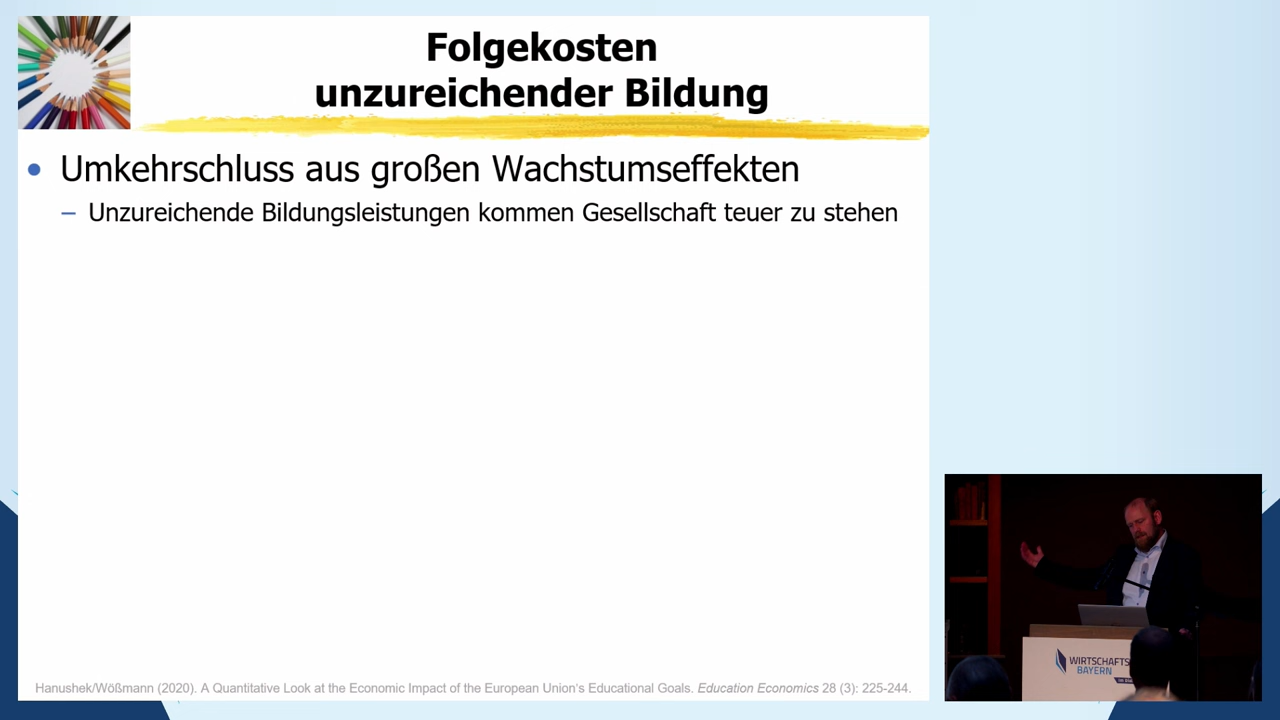 Folgekosten
unzureichender Bildung
• Umkehrschluss aus großen Wachstumseffekten
– Unzureichende Bildungsleistungen kommen Gesellschaft teuer zu stehen
Hanushek/Wößmann (2020). A Quantitative Look at the Economic Impact of the European Union's Educational Goals. Education Economics 28 (3): 225-244.
WIRTSCHAFTS
BAYERN